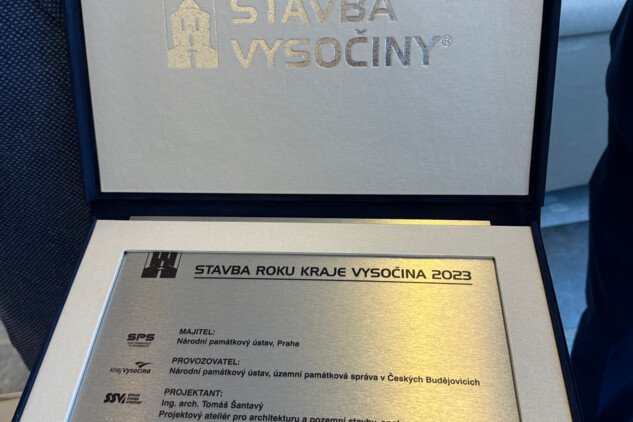 STAVBA
VYSOČINY®
STAVBA ROKU KRAJE VYSOČINA 2023
SPS
MAJITEL:
Národní památkový ústav, Praha
kraj Vysočina
PROVOZOVATEL:
Národní památkový ústav, územní památková správa v Českých Budějovicích
SSVi
PROJEKTANT:
Ing. arch. Tomáš Šantavý
Projektový ateliér pro architekturu a pozemní stavby,